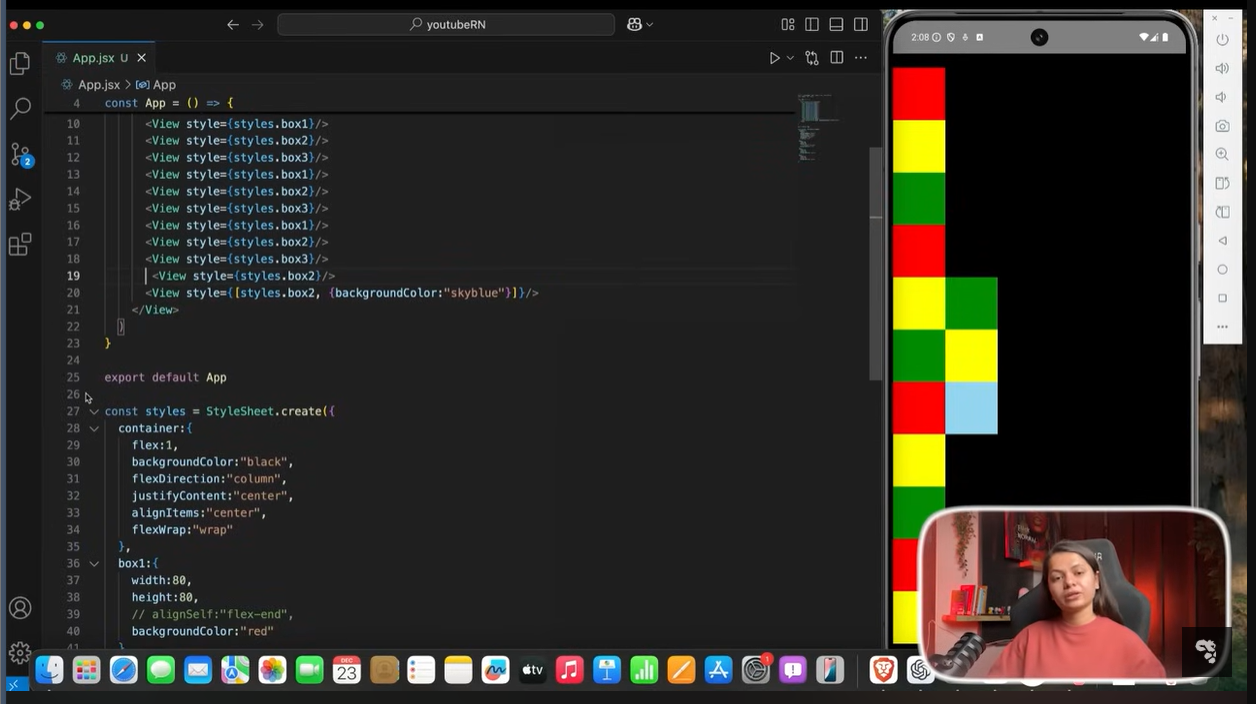 youtubeRN
App.jsx U
App.jsx > App
4 const App = () => {
10 <View style={styles.box1}/>
11 <View style={styles.box2}/>
12 <View style={styles.box3}/>
13 <View style={styles.box1}/>
14 <View style={styles.box2}/>
15 <View style={styles.box3}/>
16 <View style={styles.box1}/>
17 <View style={styles.box2}/>
18 <View style={styles.box3}/>
19 <View style={styles.box2}/>
20 <View style={[styles.box2, {backgroundColor:"skyblue"}]}/>
21 </View>
22 )
23 }
24
25 export default App
26
27 const styles = StyleSheet.create({
28 container:{
29 flex:1,
30 backgroundColor:"black",
31 flexDirection:"column",
32 justifyContent:"center",
33 alignItems:"center",
34 flexWrap:"wrap"
35 },
36 box1:{
37 width:80,
38 height:80,
39 // alignSelf:"flex-end",
40 backgroundColor:"red"
41 }
2
2:08
DEC
23
tv
1